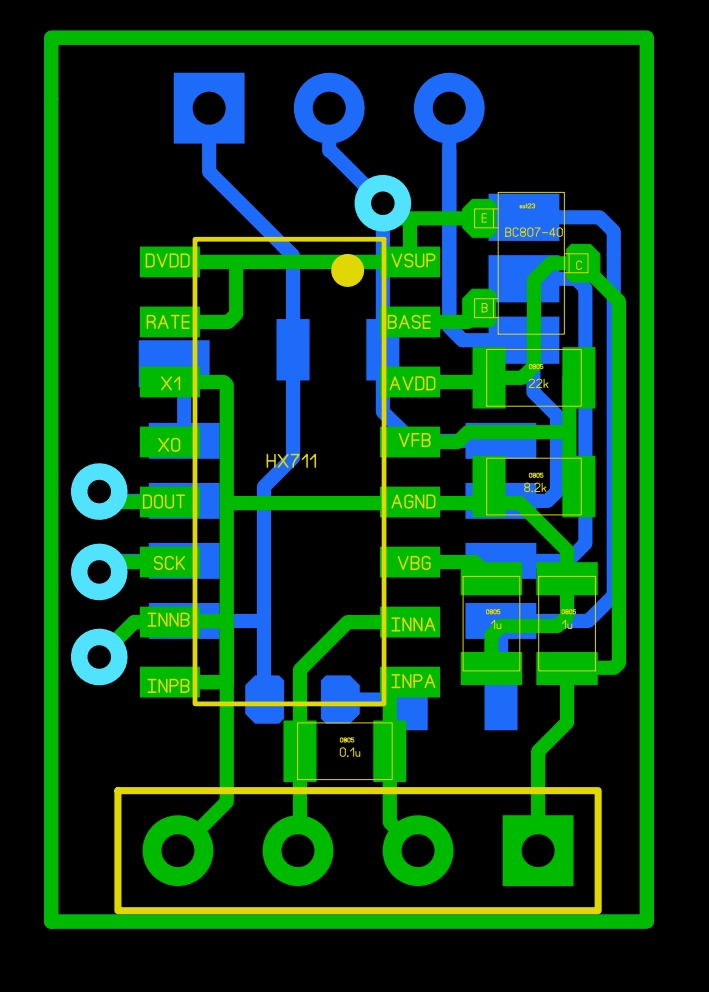 sot23
E
BC807-40
DVDD
VSUP
C
B
RATE
BASE
0805
22k
X1
AVDD
XO
VFB
HX711
0805
8.2k
DOUT
AGND
SCK
VBG
0805
1u
0805
1u
INNB
INNA
INPB
INPA
0805
0.1u